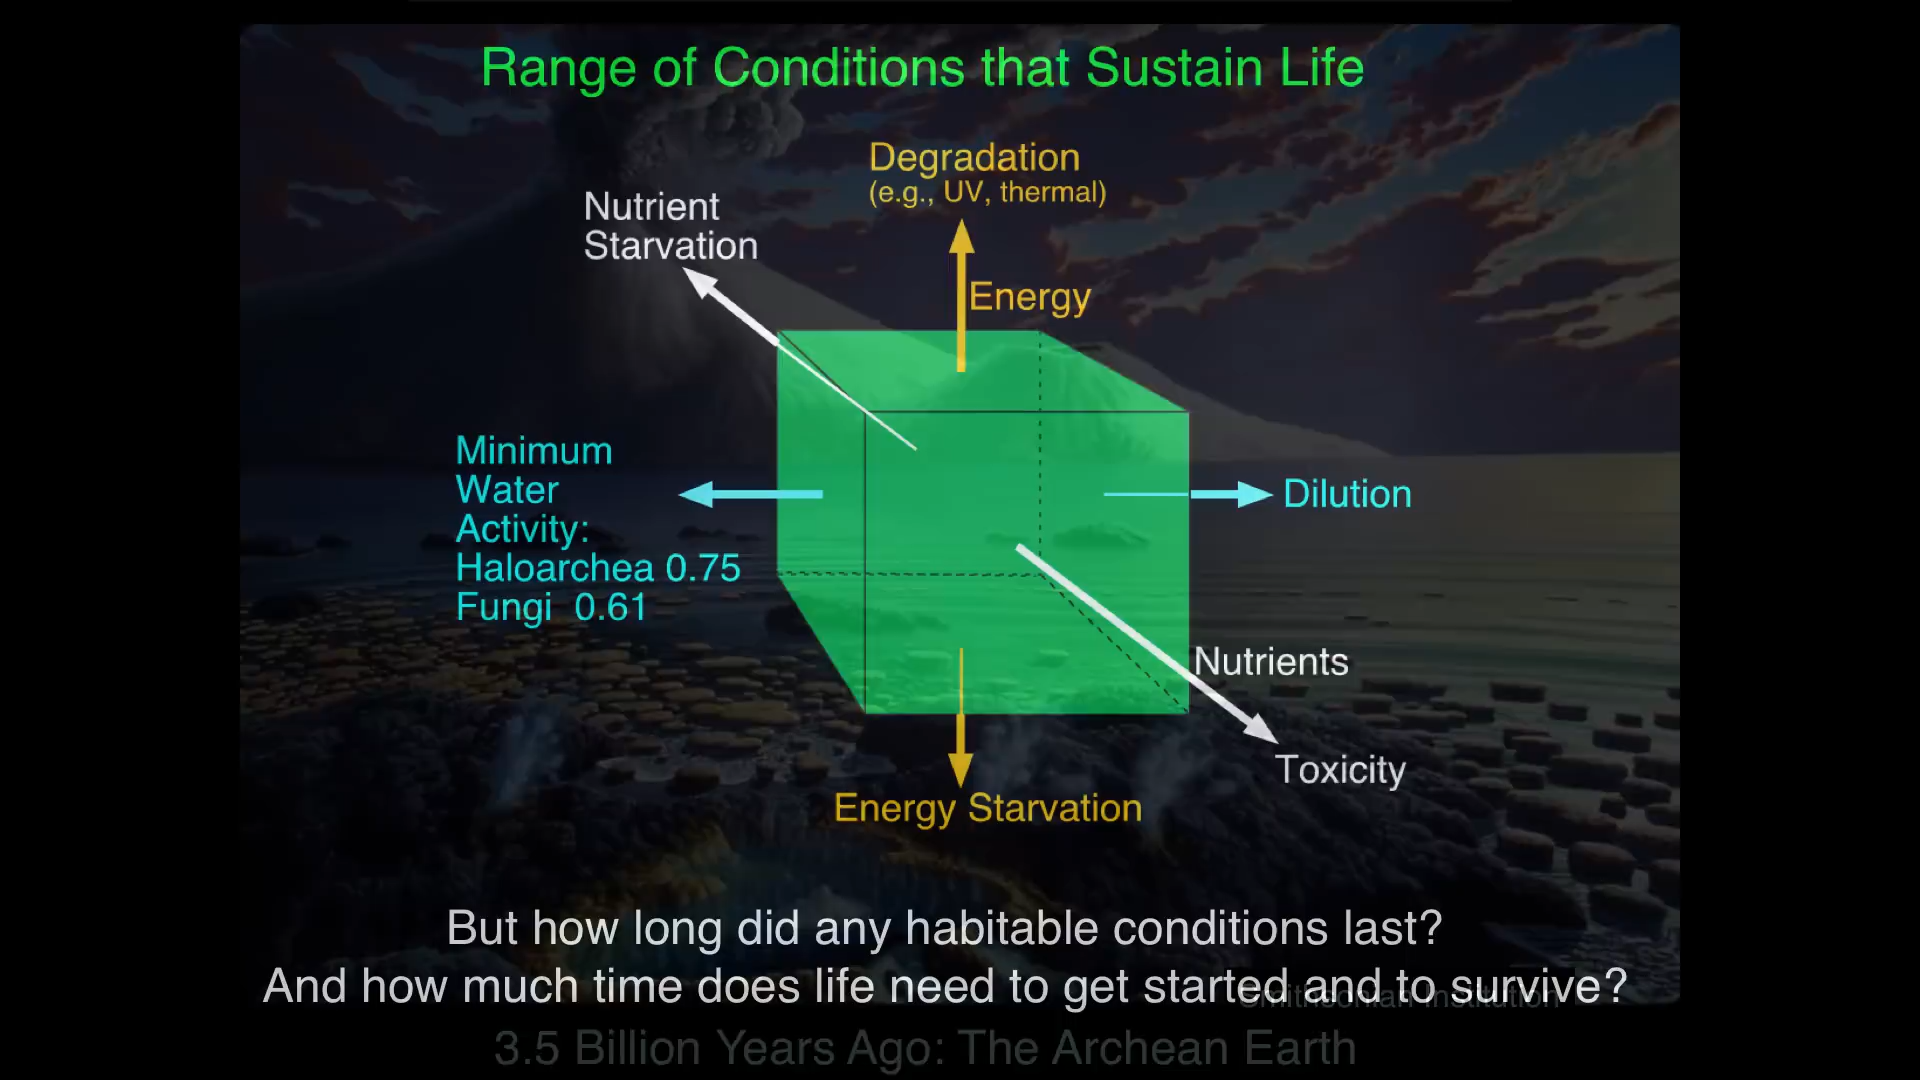 Range of Conditions that Sustain Life
Degradation
(e.g., UV, thermal)
Nutrient
Starvation
Energy
Minimum
Water
Activity:
Haloarchea 0.75
Fungi 0.61
Dilution
Nutrients
Toxicity
Energy Starvation
But how long did any habitable conditions last?
And how much time does life need to get started and to survive?
Smithsonian Institution
3.5 Billion Years Ago: The Archean Earth